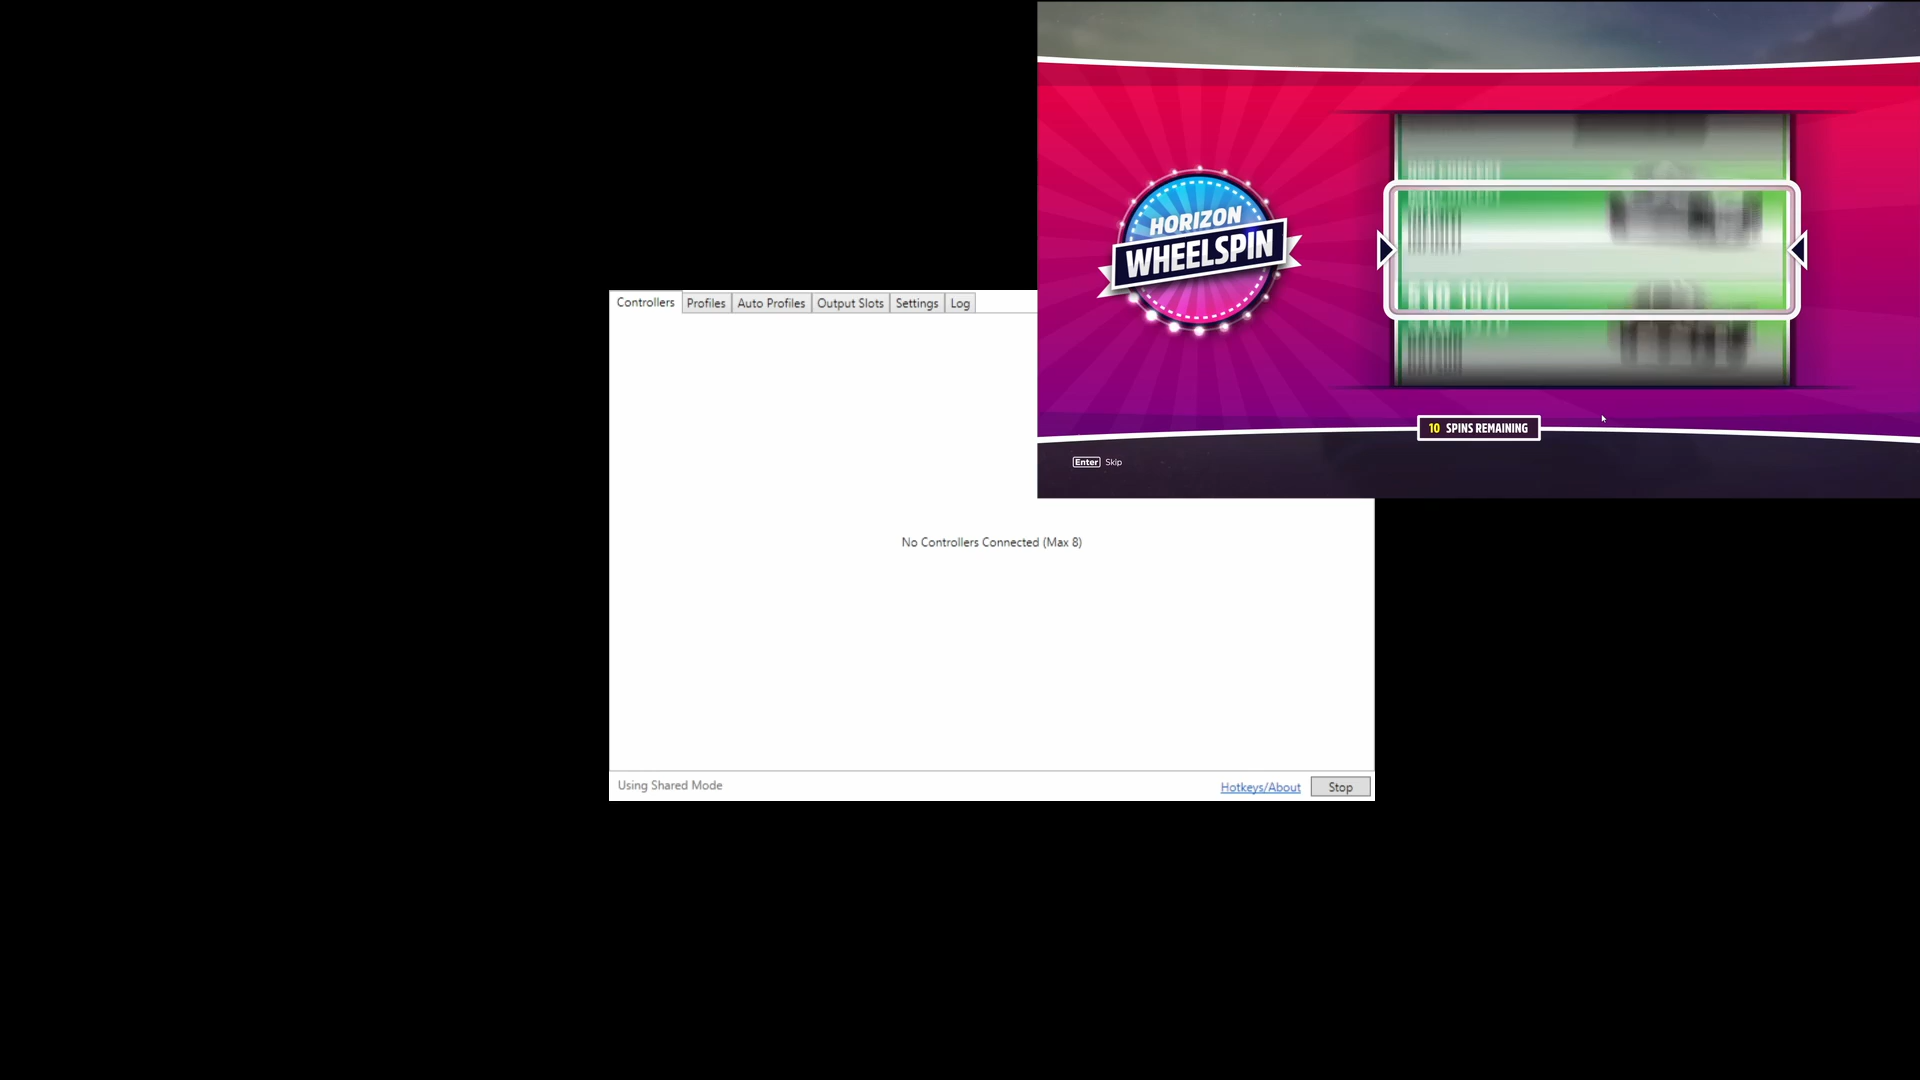 HORIZON
WHEELSPIN
10 SPINS REMAINING
Enter Skip
Controllers Profiles Auto Profiles Output Slots Settings Log
No Controllers Connected (Max 8)
Using Shared Mode
Hotkeys/About
Stop